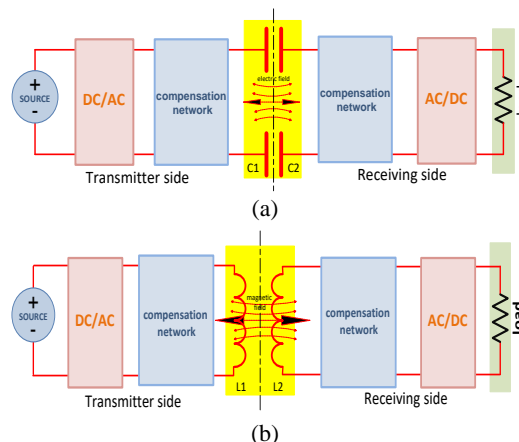 +
SOURCE
-
DC/AC
compensation
network
electric field
C1
C2
compensation
network
AC/DC
Transmitter side
Receiving side
(a)
+
SOURCE
-
DC/AC
compensation
network
magnetic
field
L1
L2
compensation
network
AC/DC
Load
Transmitter side
Receiving side
(b)